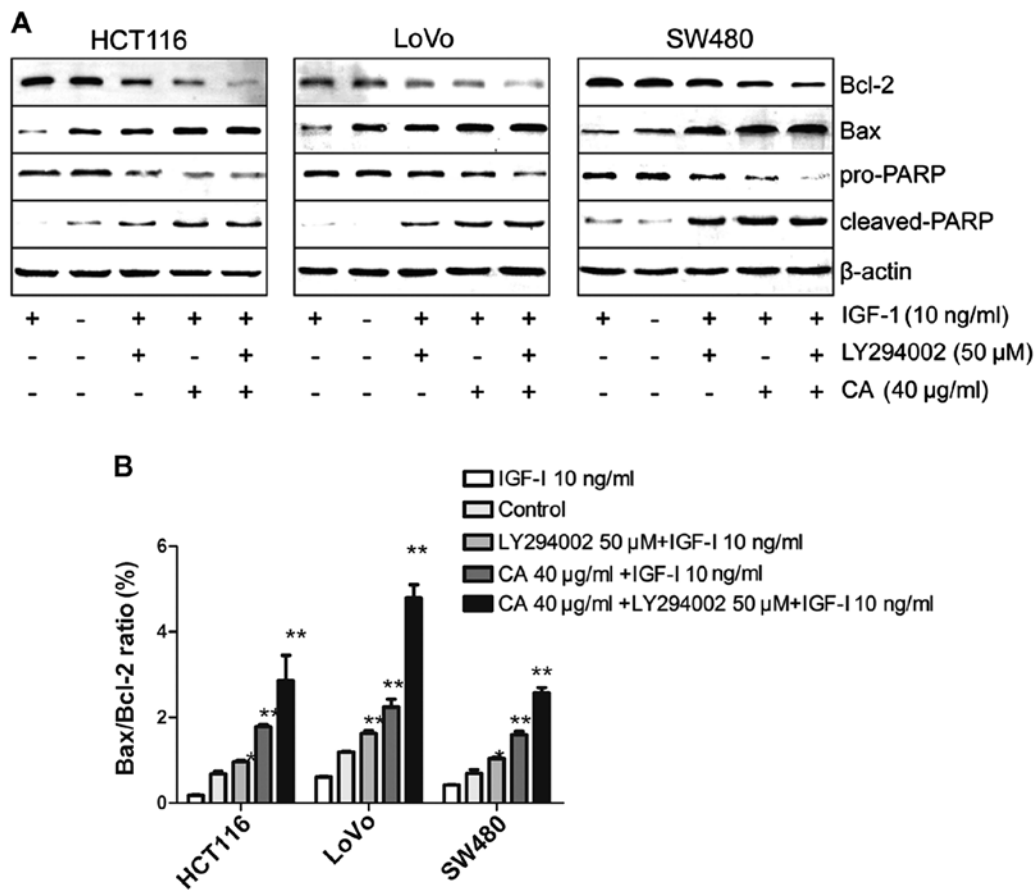 A
HCT116 LoVo SW480
Bcl-2
Bax
pro-PARP
cleaved-PARP
β-actin
+ - + + + + - + + + + - + + + IGF-1 (10 ng/ml)
- - + - + - - + - + - - + - + LY294002 (50 µM)
- - - + + - - - + + - - - + + CA (40 µg/ml)
B
IGF-I 10 ng/ml
Control
LY294002 50 µM+IGF-I 10 ng/ml
CA 40 µg/ml +IGF-I 10 ng/ml
CA 40 µg/ml +LY294002 50 µM+IGF-I 10 ng/ml
Bax/Bcl-2 ratio (%)
6
4
2
0
* ** ** ** ** ** * ** **
HCT116 LoVo SW480